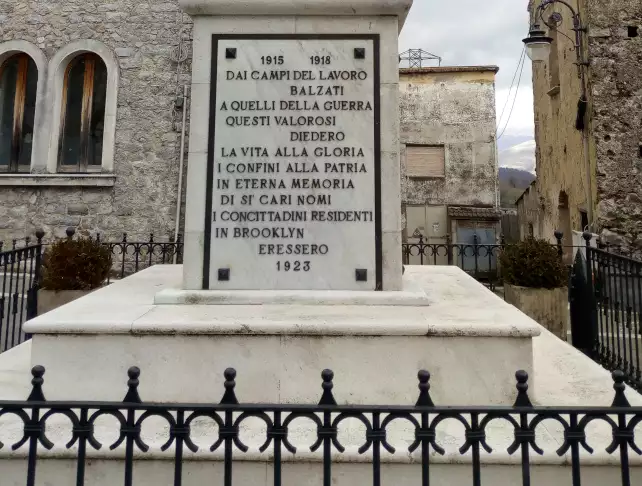 1915 1918
DAI CAMPI DEL LAVORO
BALZATI
A QUELLI DELLA GUERRA
QUESTI VALOROSI
DIEDERO
LA VITA ALLA GLORIA
I CONFINI ALLA PATRIA
IN ETERNA MEMORIA
DI SI' CARI NOMI
I CONCITTADINI RESIDENTI
IN BROOKLYN
ERESSERO
1923